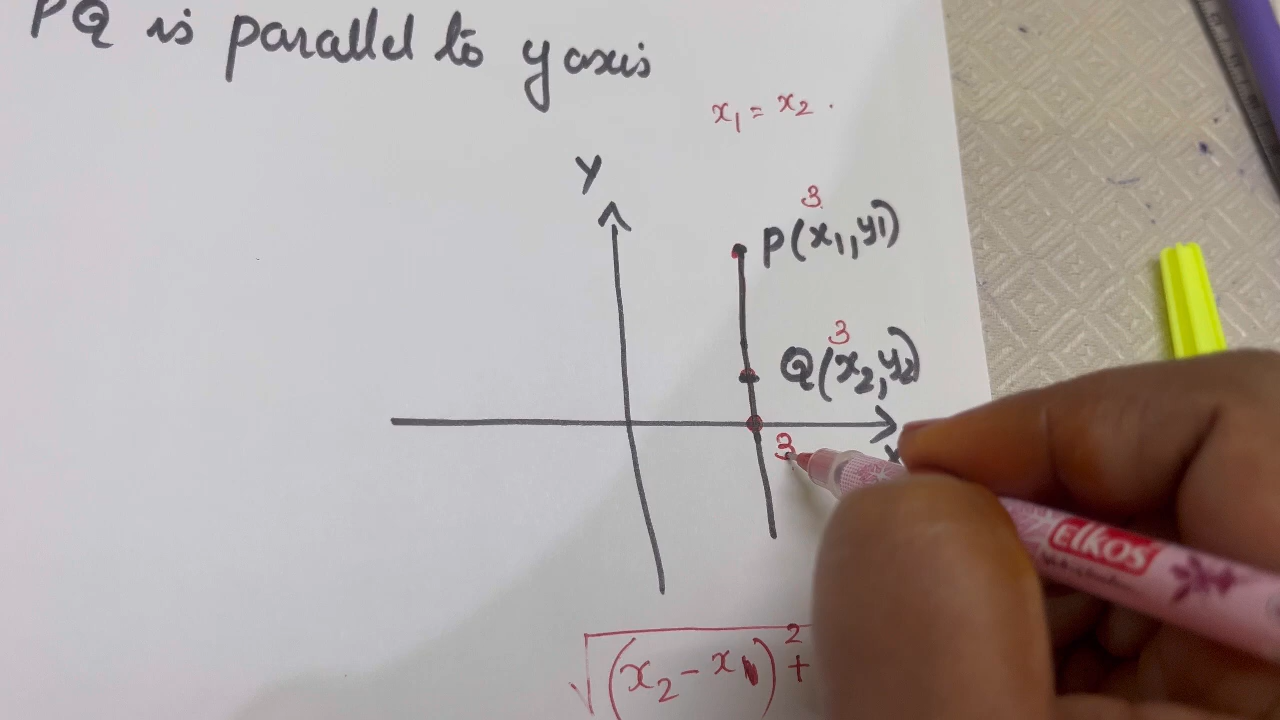 PQ is parallel to y axis
x₁ = x₂ .
Y
3
P(x₁,y1)
3
Q(x₂,y₂)
3
x
Elkos
√(x₂ - x₁)² +